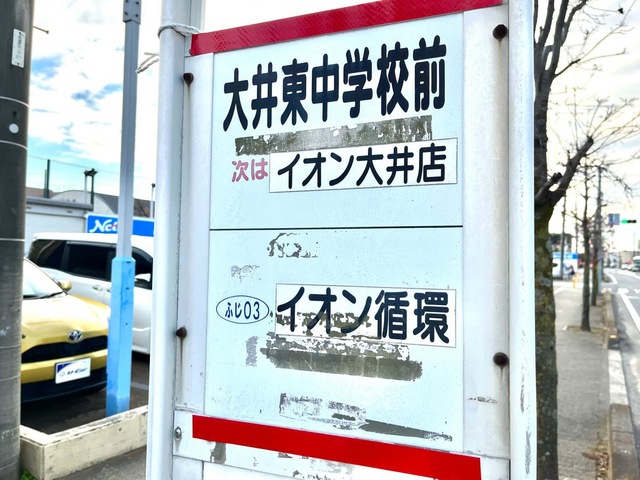 大井東中学校前
次は イオン大井店
ふじ03 イオン循環